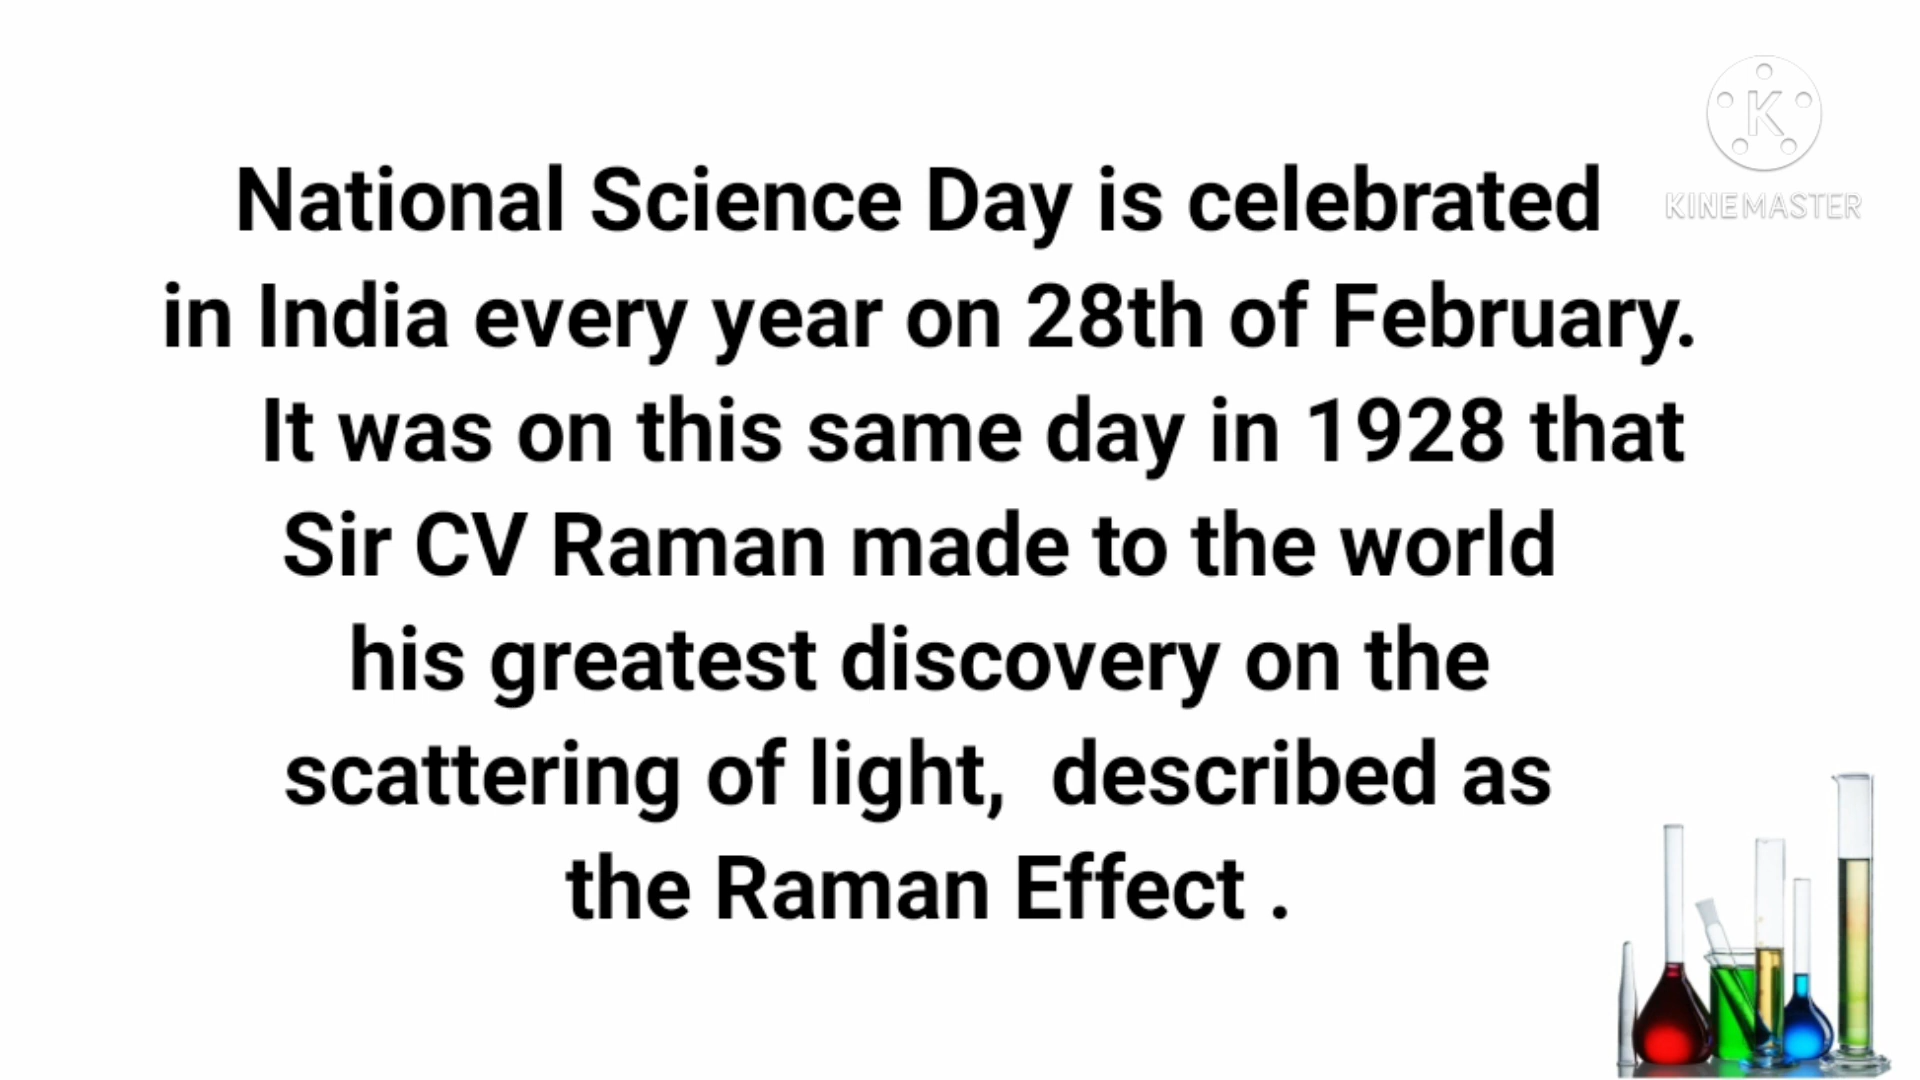 K
KINEMASTER
National Science Day is celebrated
in India every year on 28th of February.
It was on this same day in 1928 that
Sir CV Raman made to the world
his greatest discovery on the
scattering of light,  described as
the Raman Effect .